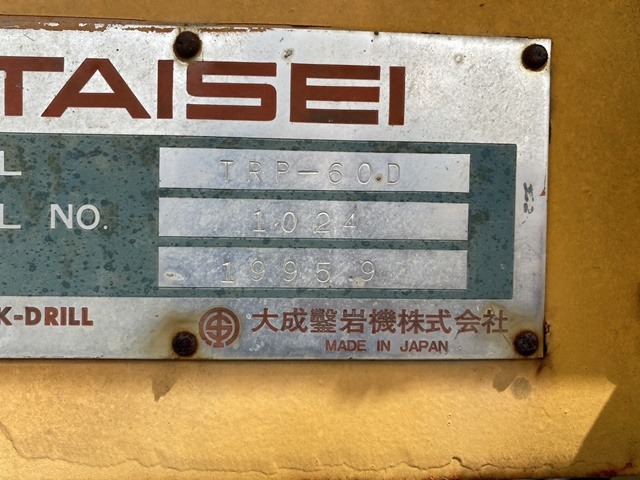 TAISEI
L TRP-60D
L NO. 1024
1995.9
K-DRILL 大成鑿岩機株式会社
MADE IN JAPAN